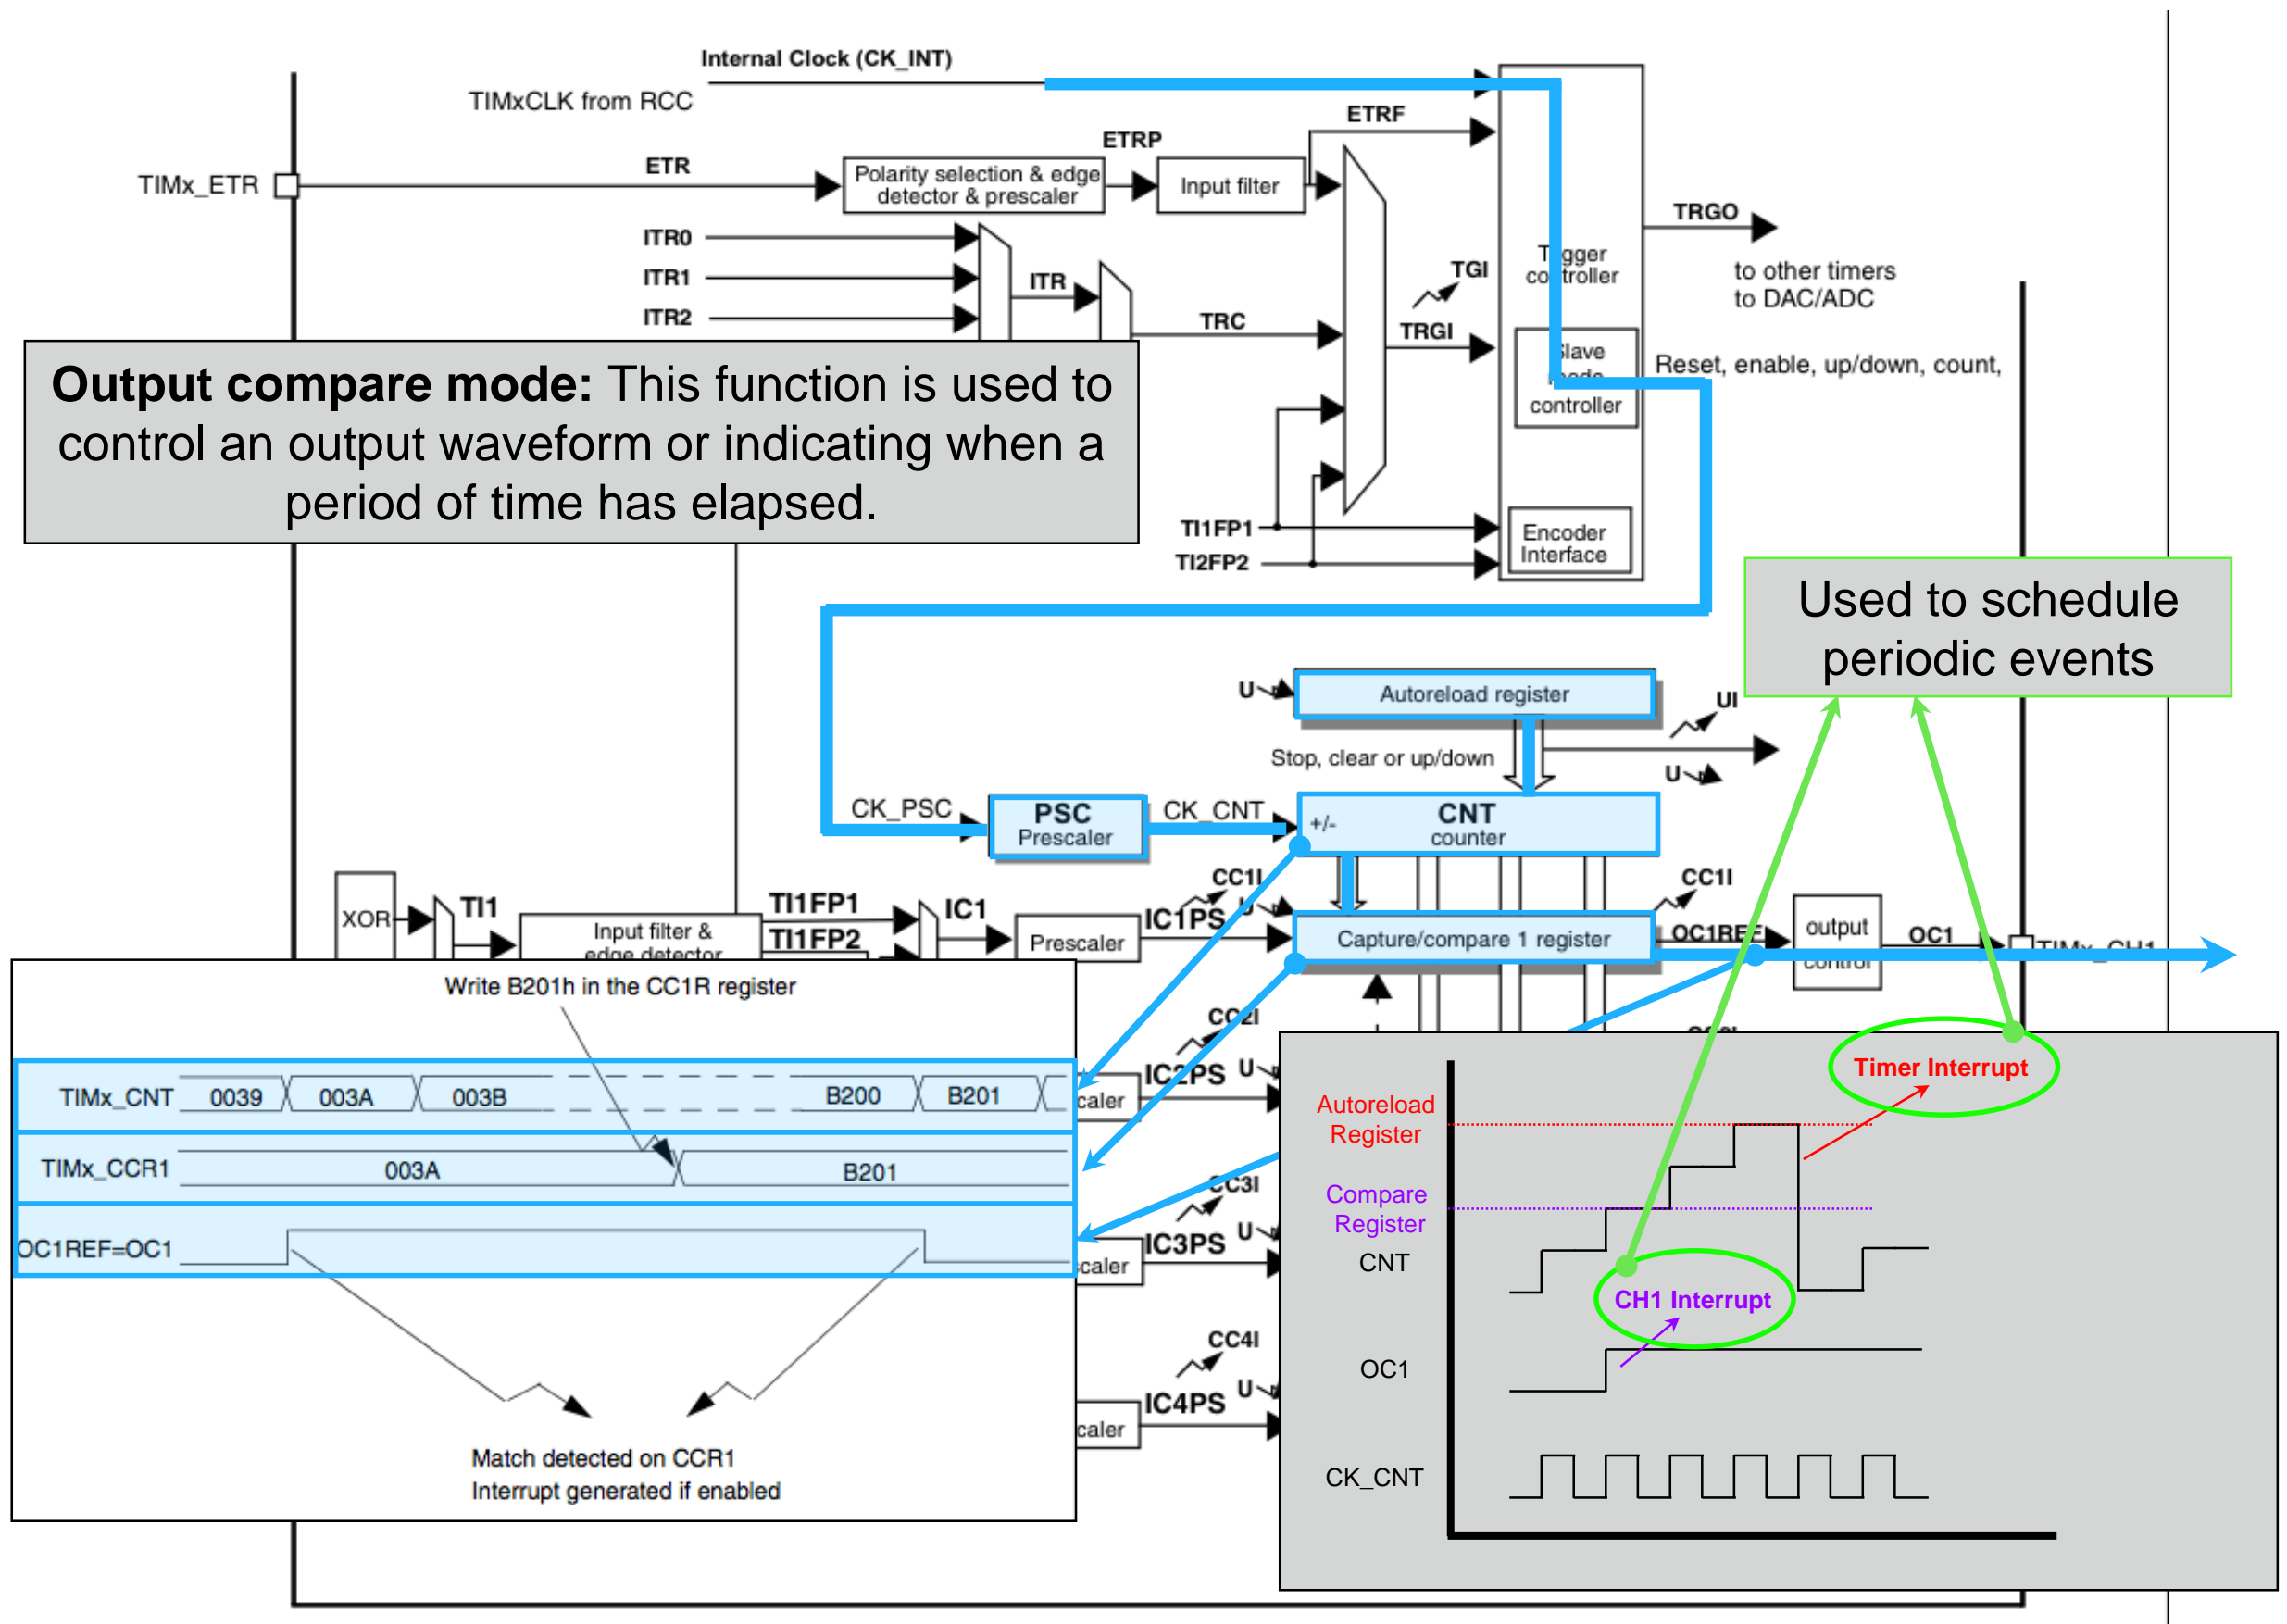 Internal Clock (CK_INT)
TIMxCLK from RCC
ETRF
ETRP
ETR
TIMx_ETR
Polarity selection & edge
detector & prescaler
Input filter
TRGO
ITR0
ITR1
ITR2
ITR
TRC
TGI
TRGI
controller
to other timers
to DAC/ADC
Slave
controller
Reset, enable, up/down, count,
Output compare mode: This function is used to
control an output waveform or indicating when a
period of time has elapsed.
TI1FP1
TI2FP2
Encoder
Interface
Used to schedule
periodic events
U
Autoreload register
UI
Stop, clear or up/down
U
CK_PSC
PSC
Prescaler
CK_CNT
+/-
CNT
counter
XOR
TI1
Input filter &
edge detector
TI1FP1
TI1FP2
IC1
Prescaler
CC1I
IC1PS
U
Capture/compare 1 register
CC1I
OC1REF
output
control
OC1
TIMx_CH1
Write B201h in the CC1R register
TIMx_CNT 0039 003A 003B B200 B201
TIMx_CCR1 003A B201
OC1REF=OC1
Match detected on CCR1
Interrupt generated if enabled
CC2I
IC2PS
U
caler
CC3I
IC3PS
U
caler
CC4I
IC4PS
U
caler
Timer Interrupt
Autoreload
Register
Compare
Register
CNT
CH1 Interrupt
OC1
CK_CNT